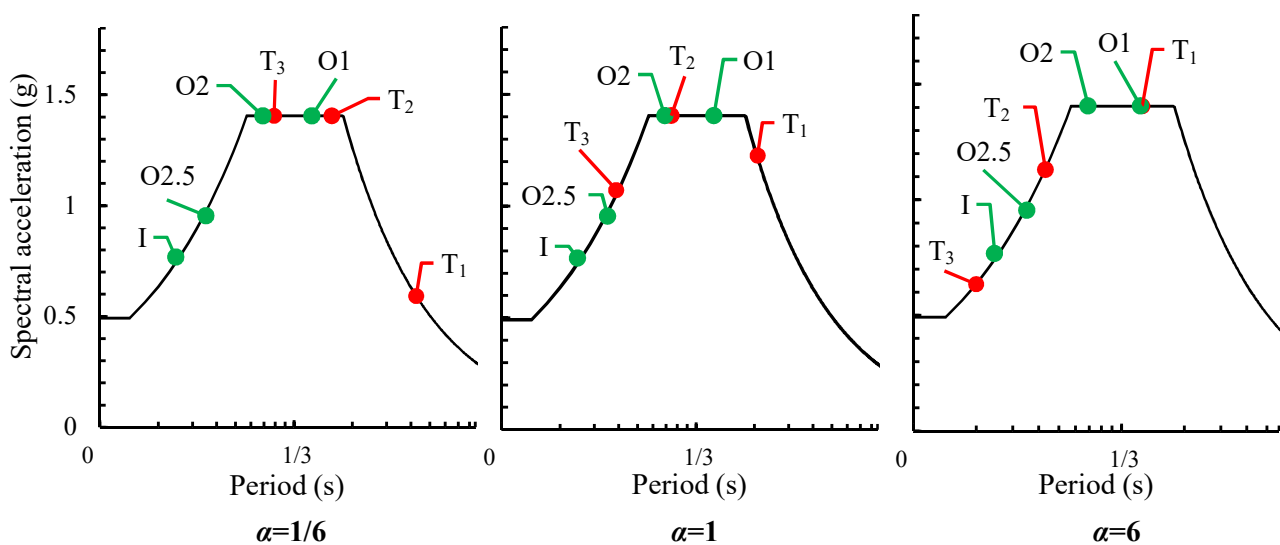 Spectral acceleration (g)
1.5
1
0.5
0
O2
T3
O1
T2
O2.5
I
T1
0
1/3
Period (s)
α=1/6
O2
T2
O1
T3
T1
O2.5
I
0
1/3
Period (s)
α=1
O2
O1
T1
T2
O2.5
I
T3
0
1/3
Period (s)
α=6